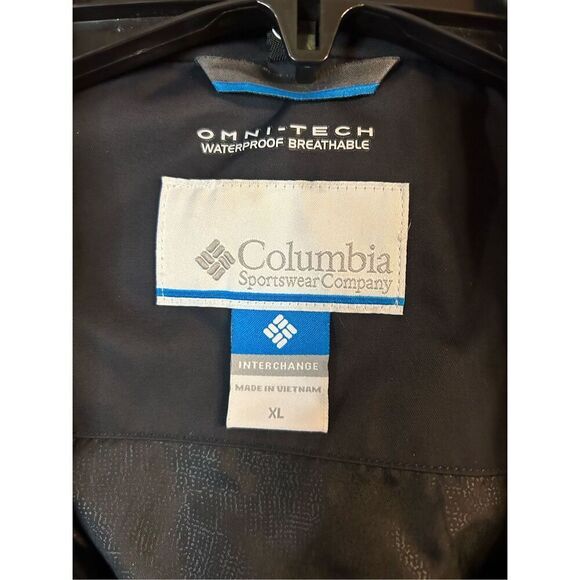 OMNI-TECH
WATERPROOF BREATHABLE
Columbia
Sportswear Company
INTERCHANGE
MADE IN VIETNAM
XL